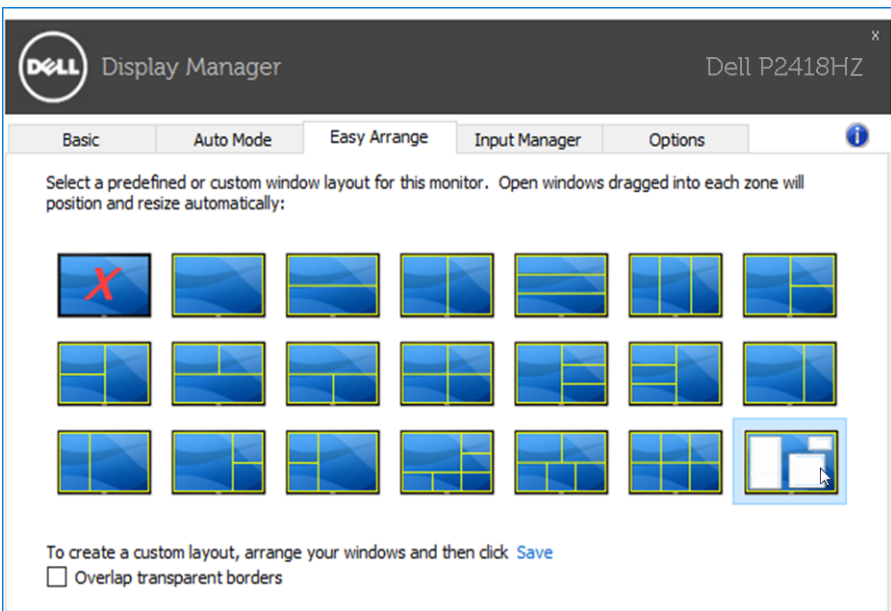 x
DELL
Display Manager
Dell P2418HZ
Basic
Auto Mode
Easy Arrange
Input Manager
Options
i
Select a predefined or custom window layout for this monitor. Open windows dragged into each zone will
position and resize automatically:
X
To create a custom layout, arrange your windows and then click Save
Overlap transparent borders